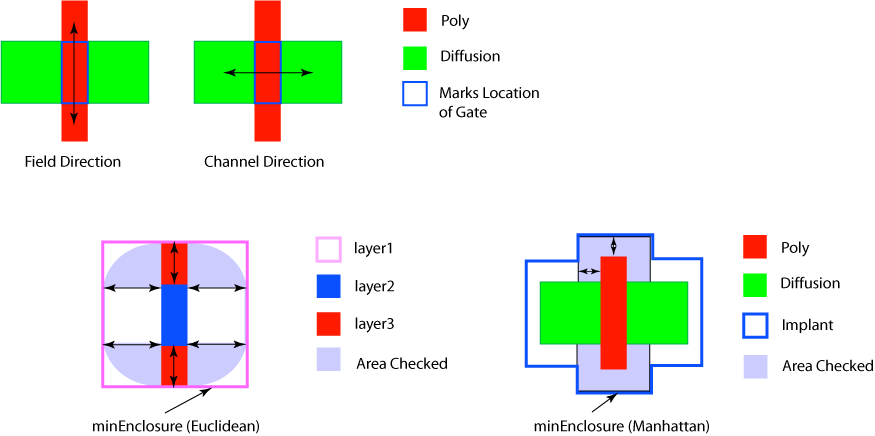 Poly
Diffusion
Marks Location
of Gate
Field Direction
Channel Direction
layer1
layer2
layer3
Area Checked
minEnclosure (Euclidean)
Poly
Diffusion
Implant
Area Checked
minEnclosure (Manhattan)